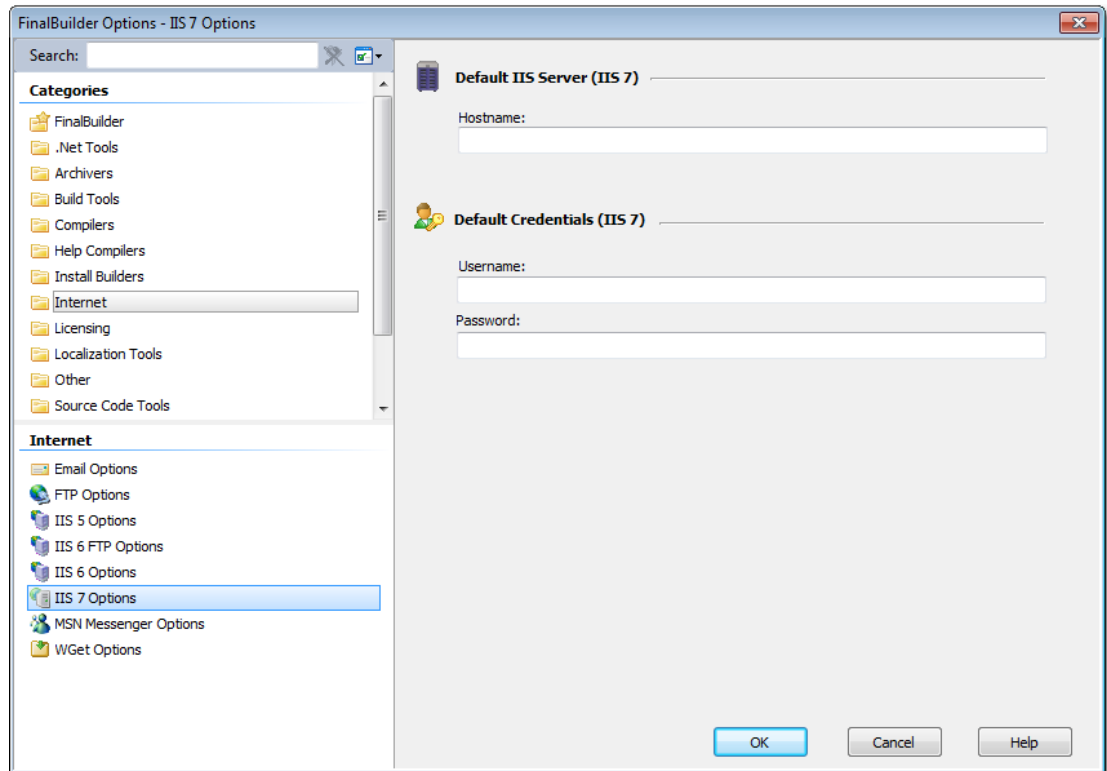 FinalBuilder Options - IIS 7 Options
Search:
Categories
FinalBuilder
.Net Tools
Archivers
Build Tools
Compilers
Help Compilers
Install Builders
Internet
Licensing
Localization Tools
Other
Source Code Tools
Internet
Email Options
FTP Options
IIS 5 Options
IIS 6 FTP Options
IIS 6 Options
IIS 7 Options
MSN Messenger Options
WGet Options
Default IIS Server (IIS 7)
Hostname:
Default Credentials (IIS 7)
Username:
Password:
OK
Cancel
Help